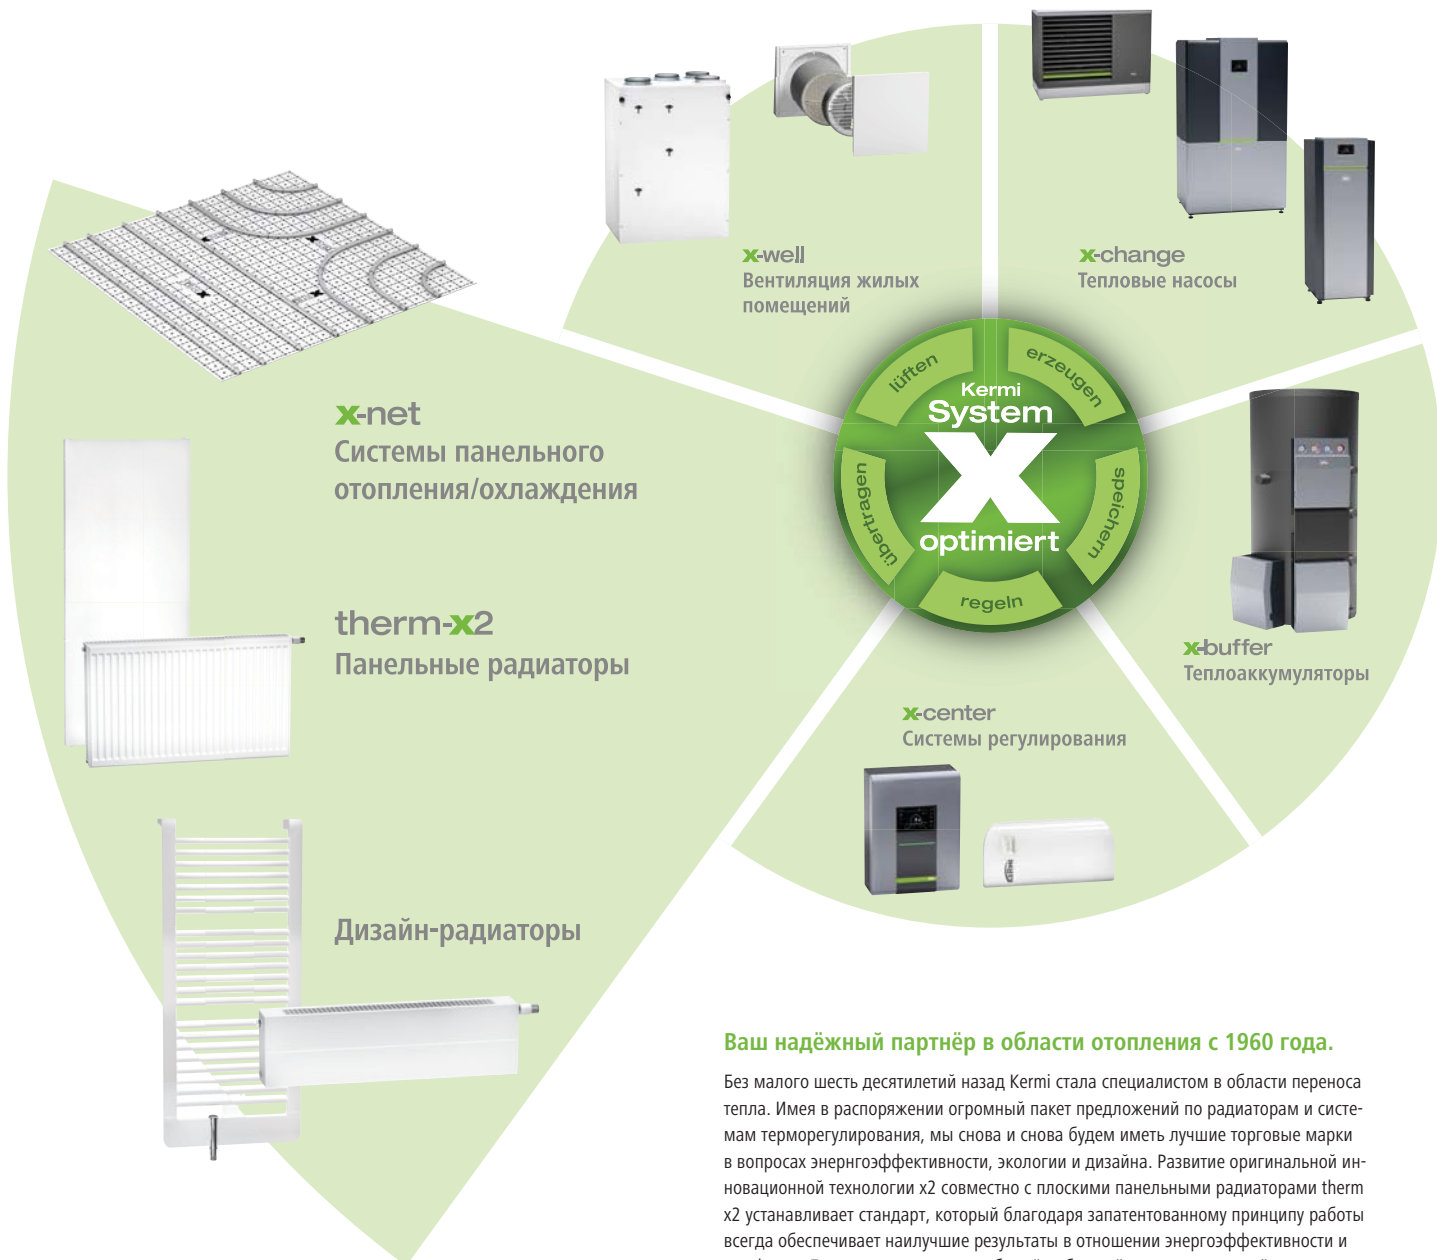 x-well
Вентиляция жилых
помещений
x-change
Тепловые насосы
x-net
Системы панельного
отопления/охлаждения
therm-x2
Панельные радиаторы
Дизайн-радиаторы
lüften
erzeugen
speichern
regeln
übertragen
Kermi
System
X
optimiert
x-buffer
Теплоаккумуляторы
x-center
Системы регулирования
Ваш надёжный партнёр в области отопления с 1960 года.
Без малого шесть десятилетий назад Kermi стала специалистом в области переноса
тепла. Имея в распоряжении огромный пакет предложений по радиаторам и систе-
мам терморегулирования, мы снова и снова будем иметь лучшие торговые марки
в вопросах энернгоэффективности, экологии и дизайна. Развитие оригинальной ин-
новационной технологии x2 совместно с плоскими панельными радиаторами therm
x2 устанавливает стандарт, который благодаря запатентованному принципу работы
всегда обеспечивает наилучшие результаты в отношении энергоэффективности и